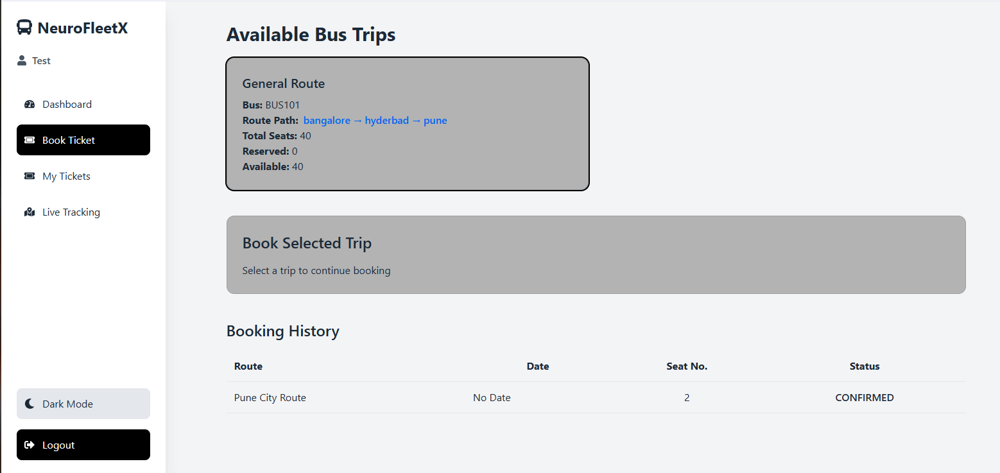 NeuroFleetX
Test
Dashboard
Book Ticket
My Tickets
Live Tracking
Dark Mode
Logout
Available Bus Trips
General Route
Bus: BUS101
Route Path: bangalore → hyderbad → pune
Total Seats: 40
Reserved: 0
Available: 40
Book Selected Trip
Select a trip to continue booking
Booking History
Route Date Seat No. Status
Pune City Route No Date 2 CONFIRMED